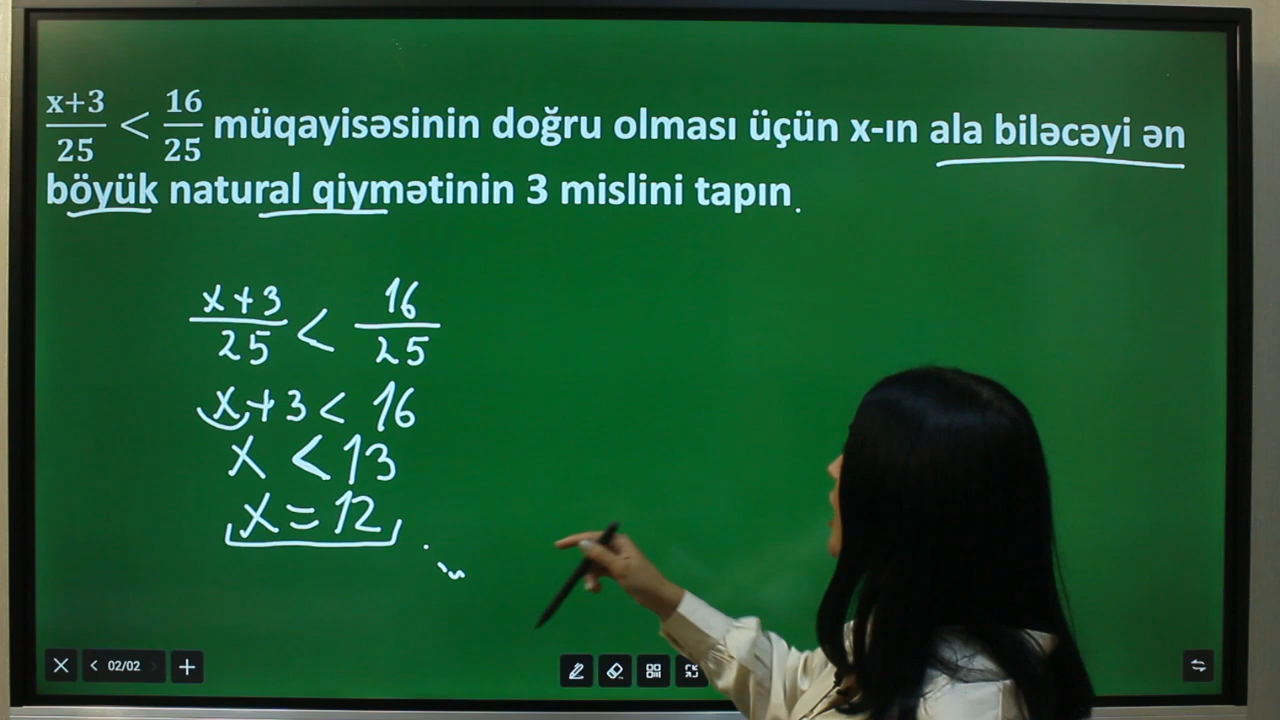 x+3/25 < 16/25 müqayisəsinin doğru olması üçün x-ın ala biləcəyi ən
böyük natural qiymətinin 3 mislini tapın.
x+3/25 < 16/25
x+3 < 16
x < 13
x = 12
02/02